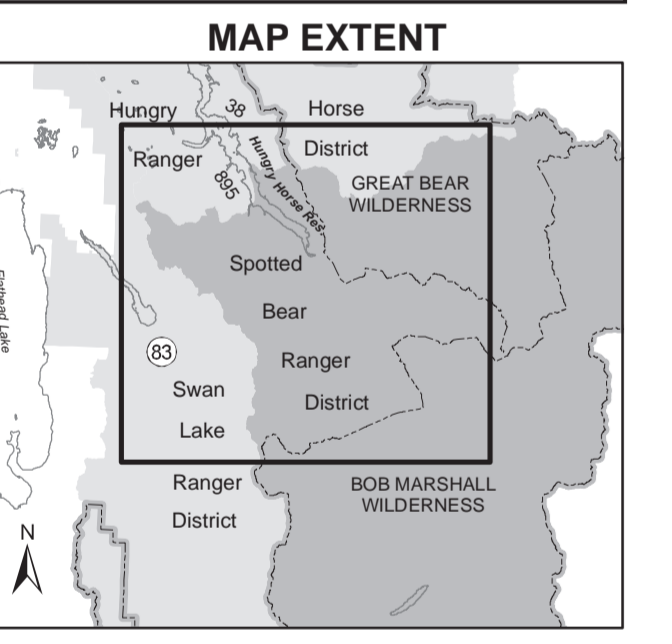 MAP EXTENT
Hungry
38
Horse
Ranger
District
895
Hungry Horse Res.
GREAT BEAR
WILDERNESS
Spotted
Bear
Ranger
District
Flathead Lake
83
Swan
Lake
Ranger
District
BOB MARSHALL
WILDERNESS
N